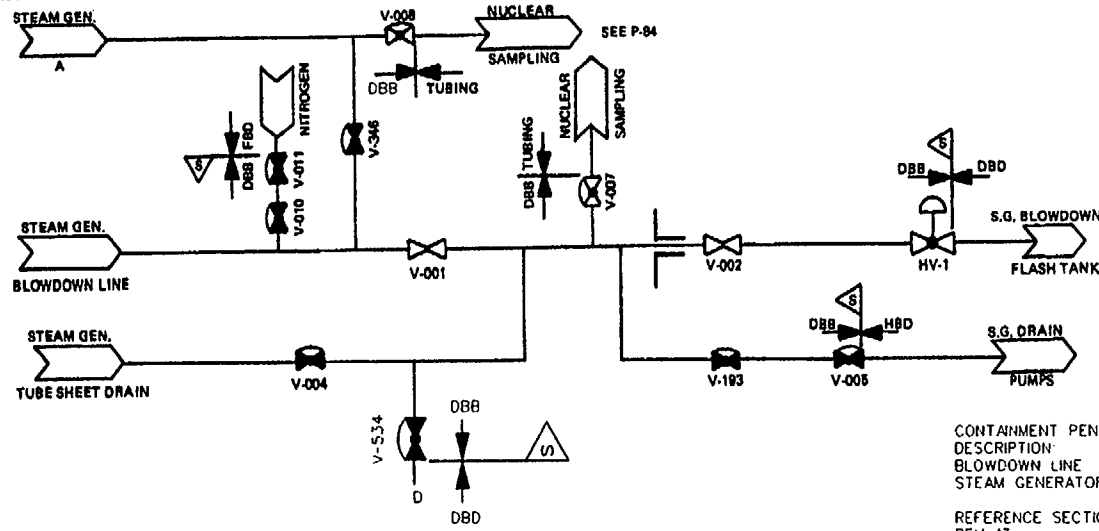 STEAM GEN.
A
V-008
NUCLEAR
SAMPLING
SEE P-84
DBB
TUBING
NITROGEN
NUCLEAR
SAMPLING
FBD
DBB
S
V-011
V-010
V-346
TUBING
DBB
V-007
S
DBB
DBD
STEAM GEN.
BLOWDOWN LINE
V-001
V-002
HV-1
S.G. BLOWDOWN
FLASH TANK
STEAM GEN.
TUBE SHEET DRAIN
V-004
S
DBB
HBD
V-193
V-005
S.G. DRAIN
PUMPS
V-534
DBB
S
D
DBD
CONTAINMENT PEN
DESCRIPTION
BLOWDOWN LINE
STEAM GENERATOR
REFERENCE SECTIO